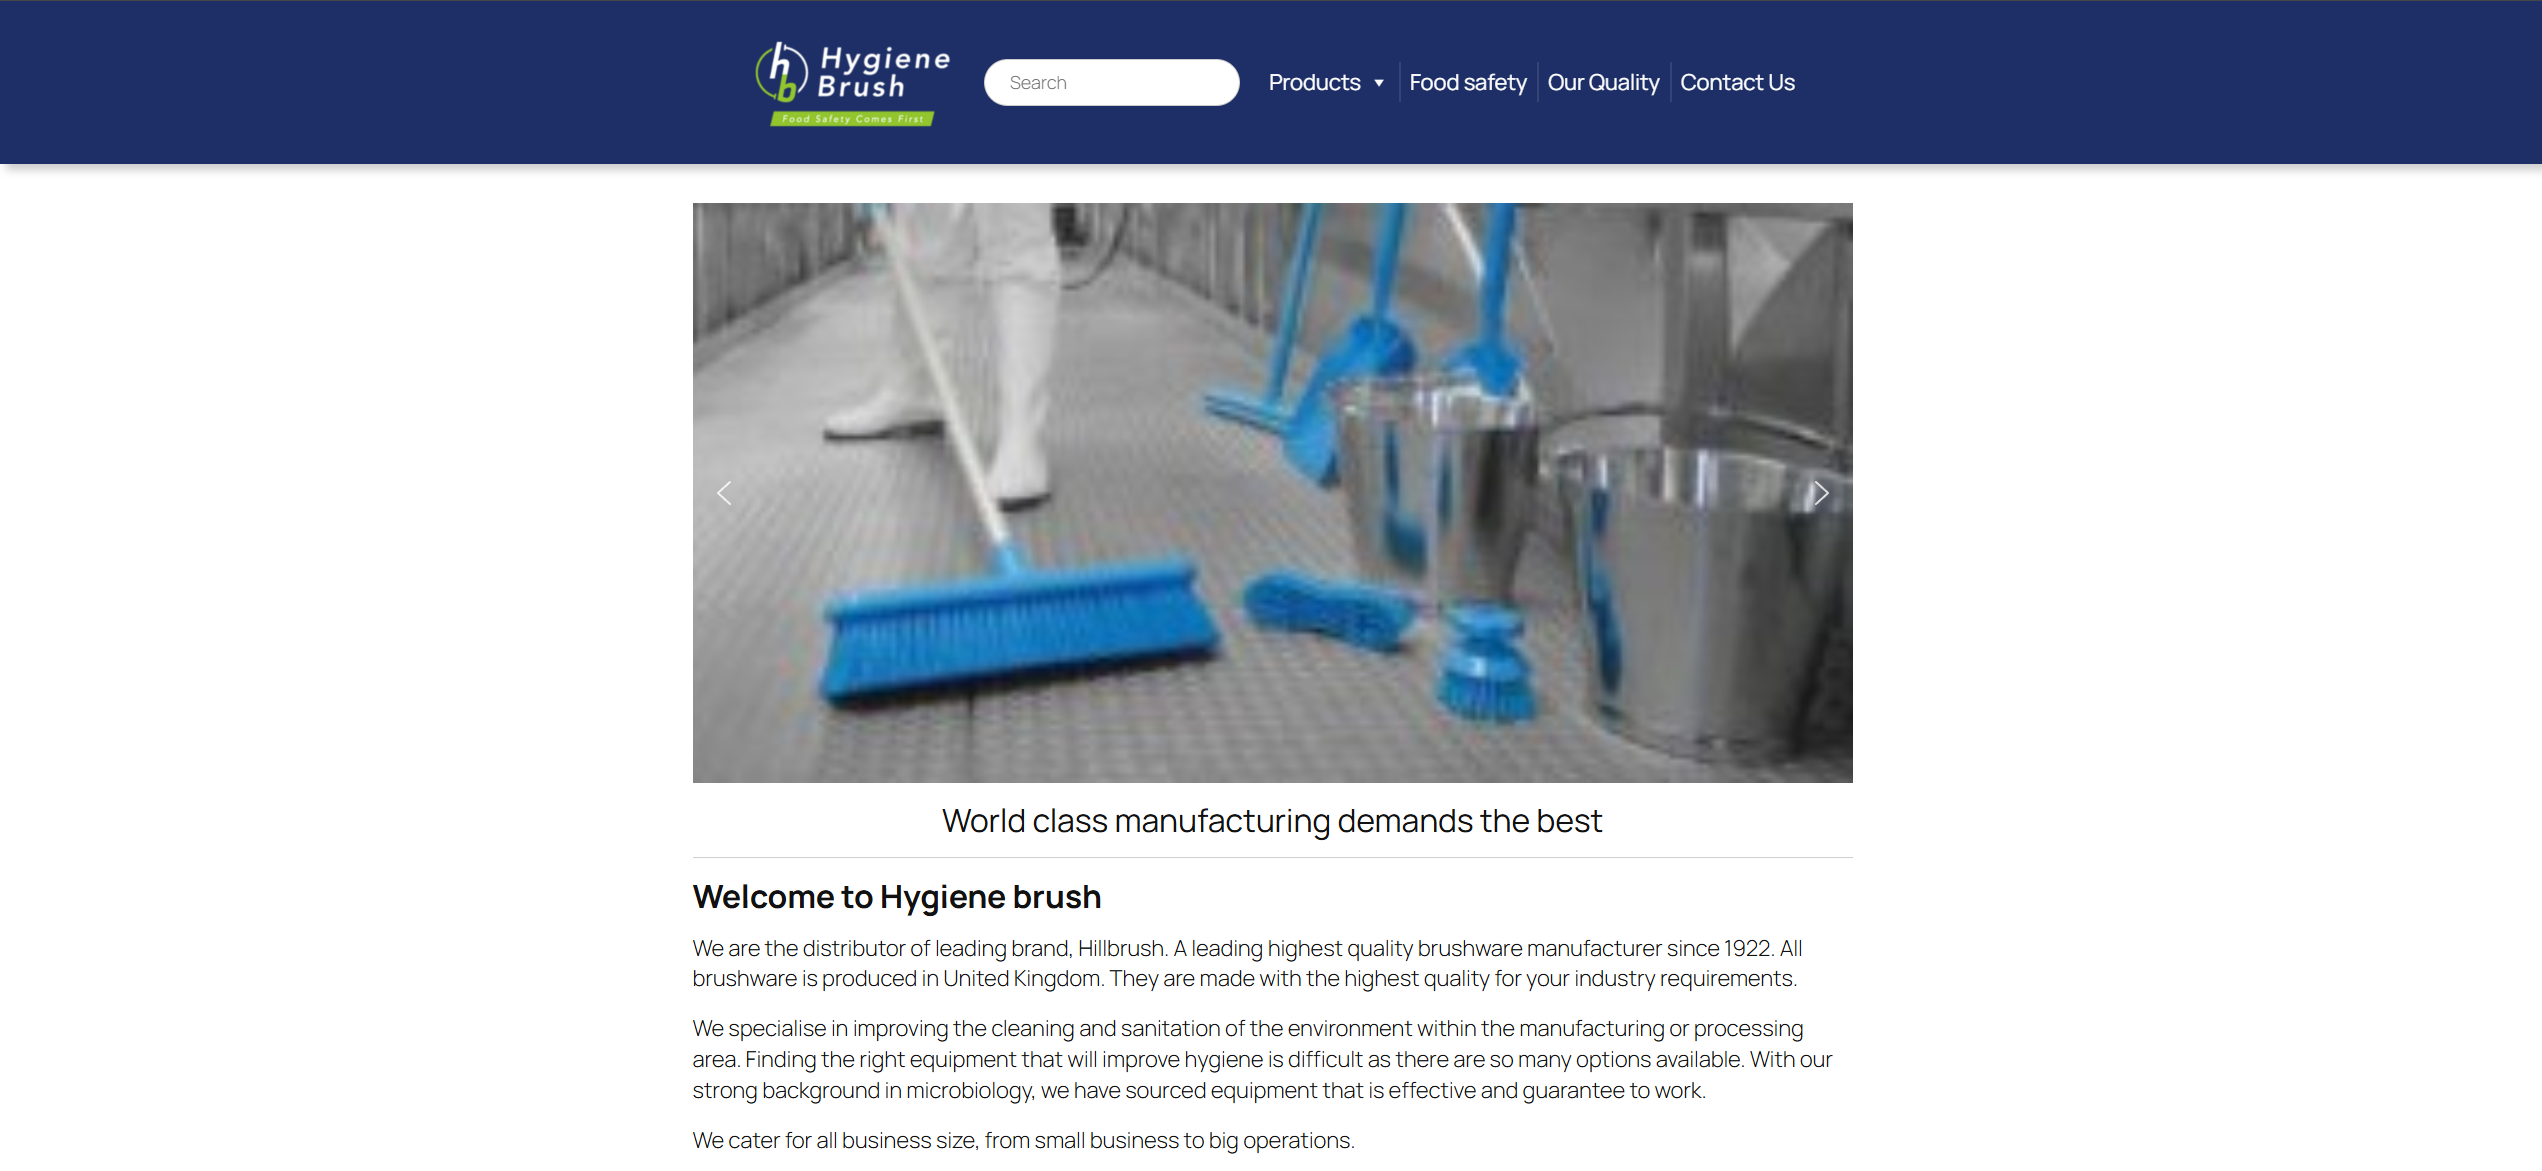 Hygiene
Brush
Food Safety Comes First
Search
Products
Food safety
Our Quality
Contact Us
World class manufacturing demands the best
Welcome to Hygiene brush
We are the distributor of leading brand, Hillbrush. A leading highest quality brushware manufacturer since 1922. All
brushware is produced in United Kingdom. They are made with the highest quality for your industry requirements.
We specialise in improving the cleaning and sanitation of the environment within the manufacturing or processing
area. Finding the right equipment that will improve hygiene is difficult as there are so many options available. With our
strong background in microbiology, we have sourced equipment that is effective and guarantee to work.
We cater for all business size, from small business to big operations.